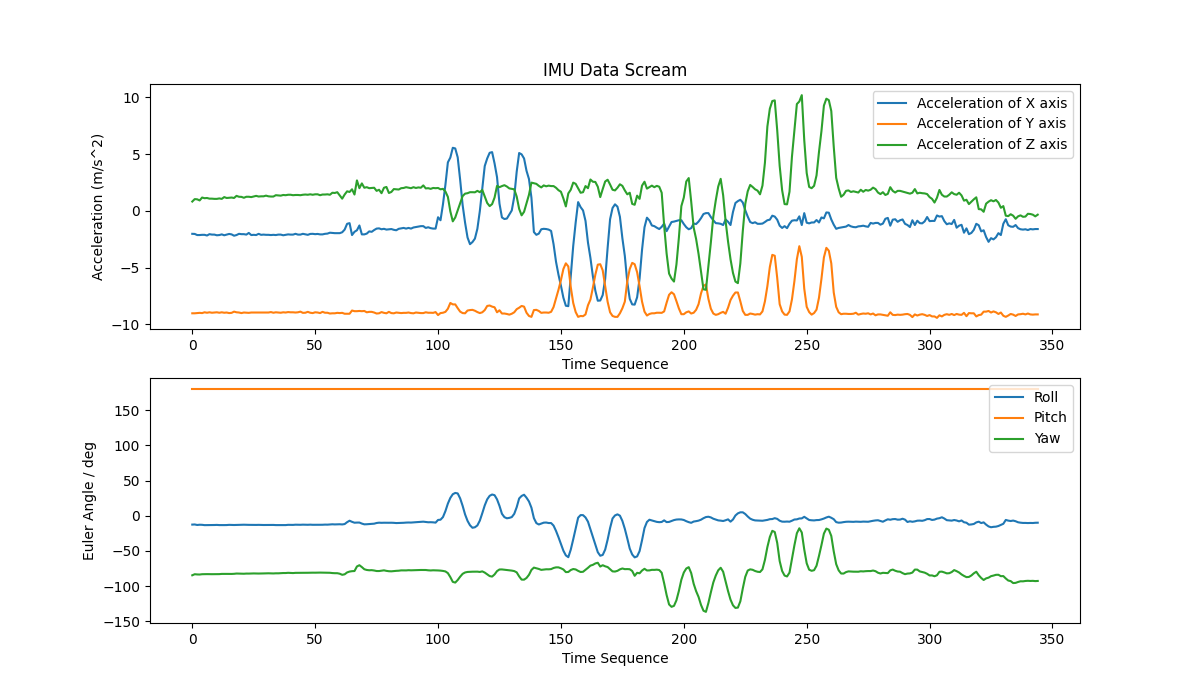 IMU Data Scream
Acceleration (m/s^2)
10
5
0
−5
−10
Acceleration of X axis
Acceleration of Y axis
Acceleration of Z axis
0 50 100 150 200 250 300 350
Time Sequence
Euler Angle / deg
150
100
50
0
−50
−100
−150
Roll
Pitch
Yaw
0 50 100 150 200 250 300 350
Time Sequence